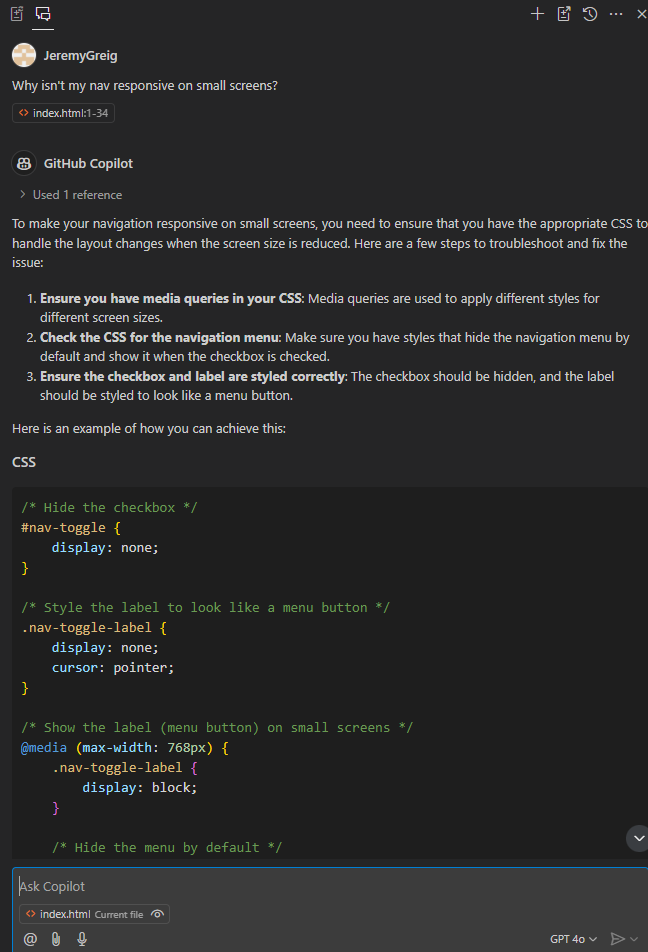 JeremyGreig
Why isn't my nav responsive on small screens?
<> index.html:1-34
GitHub Copilot
> Used 1 reference
To make your navigation responsive on small screens, you need to ensure that you have the appropriate CSS to
handle the layout changes when the screen size is reduced. Here are a few steps to troubleshoot and fix the
issue:
1. Ensure you have media queries in your CSS: Media queries are used to apply different styles for
different screen sizes.
2. Check the CSS for the navigation menu: Make sure you have styles that hide the navigation menu by
default and show it when the checkbox is checked.
3. Ensure the checkbox and label are styled correctly: The checkbox should be hidden, and the label
should be styled to look like a menu button.
Here is an example of how you can achieve this:
CSS
/* Hide the checkbox */
#nav-toggle {
    display: none;
}
/* Style the label to look like a menu button */
.nav-toggle-label {
    display: none;
    cursor: pointer;
}
/* Show the label (menu button) on small screens */
@media (max-width: 768px) {
    .nav-toggle-label {
        display: block;
    }
    /* Hide the menu by default */
Ask Copilot
<> index.html Current file
@ GPT 4o